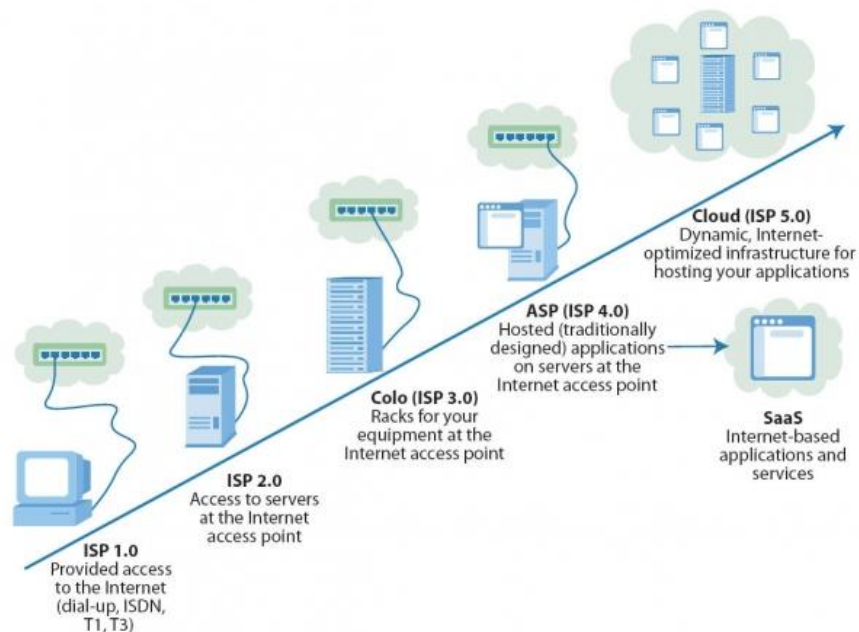 ISP 1.0
Provided access
to the Internet
(dial-up, ISDN,
T1, T3)
ISP 2.0
Access to servers
at the Internet
access point
Colo (ISP 3.0)
Racks for your
equipment at the
Internet access point
ASP (ISP 4.0)
Hosted (traditionally
designed) applications
on servers at the
Internet access point
Cloud (ISP 5.0)
Dynamic, Internet-
optimized infrastructure for
hosting your applications
SaaS
Internet-based
applications and
services